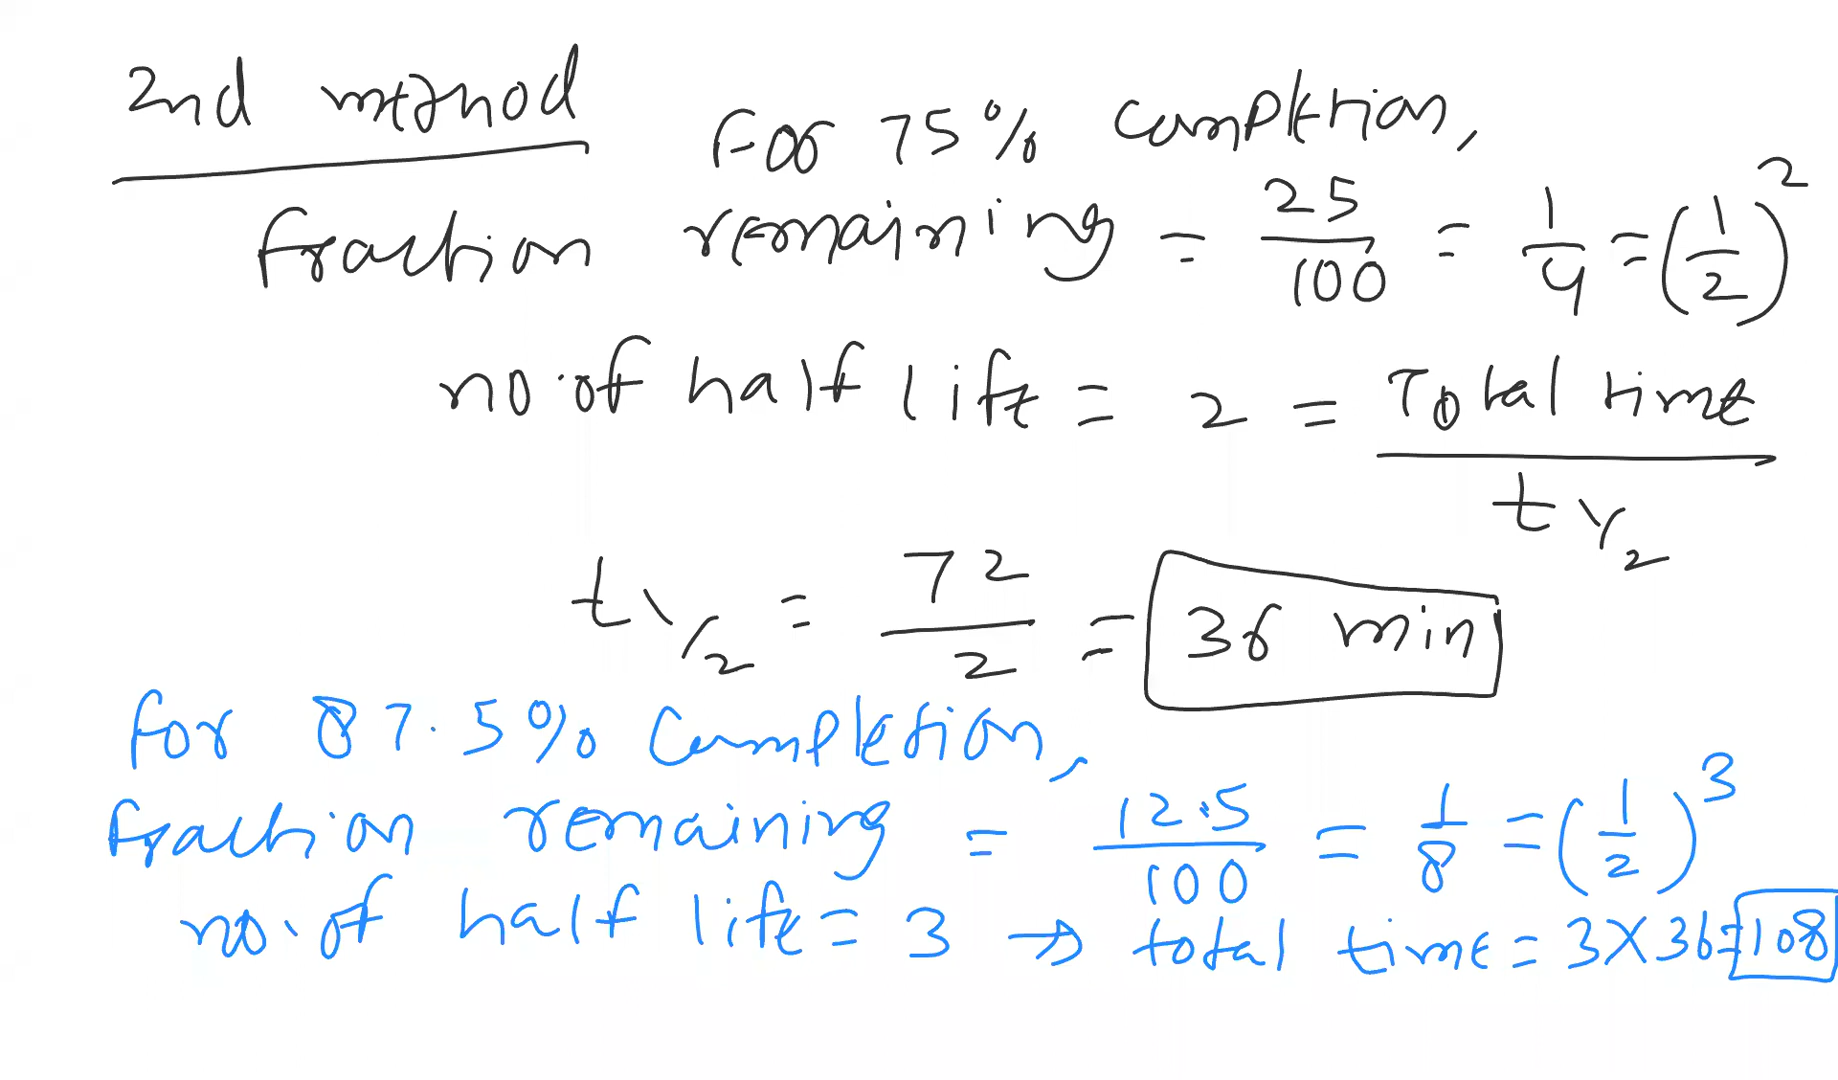 2nd method For 75% completion,
fraction remaining = 25/100 = 1/4 = (1/2)^2
no. of half life = 2 = Total time / t1/2
t1/2 = 72/2 = 36 min
for 87.5% completion,
fraction remaining = 12.5/100 = 1/8 = (1/2)^3
no. of half life = 3 → total time = 3×36=108